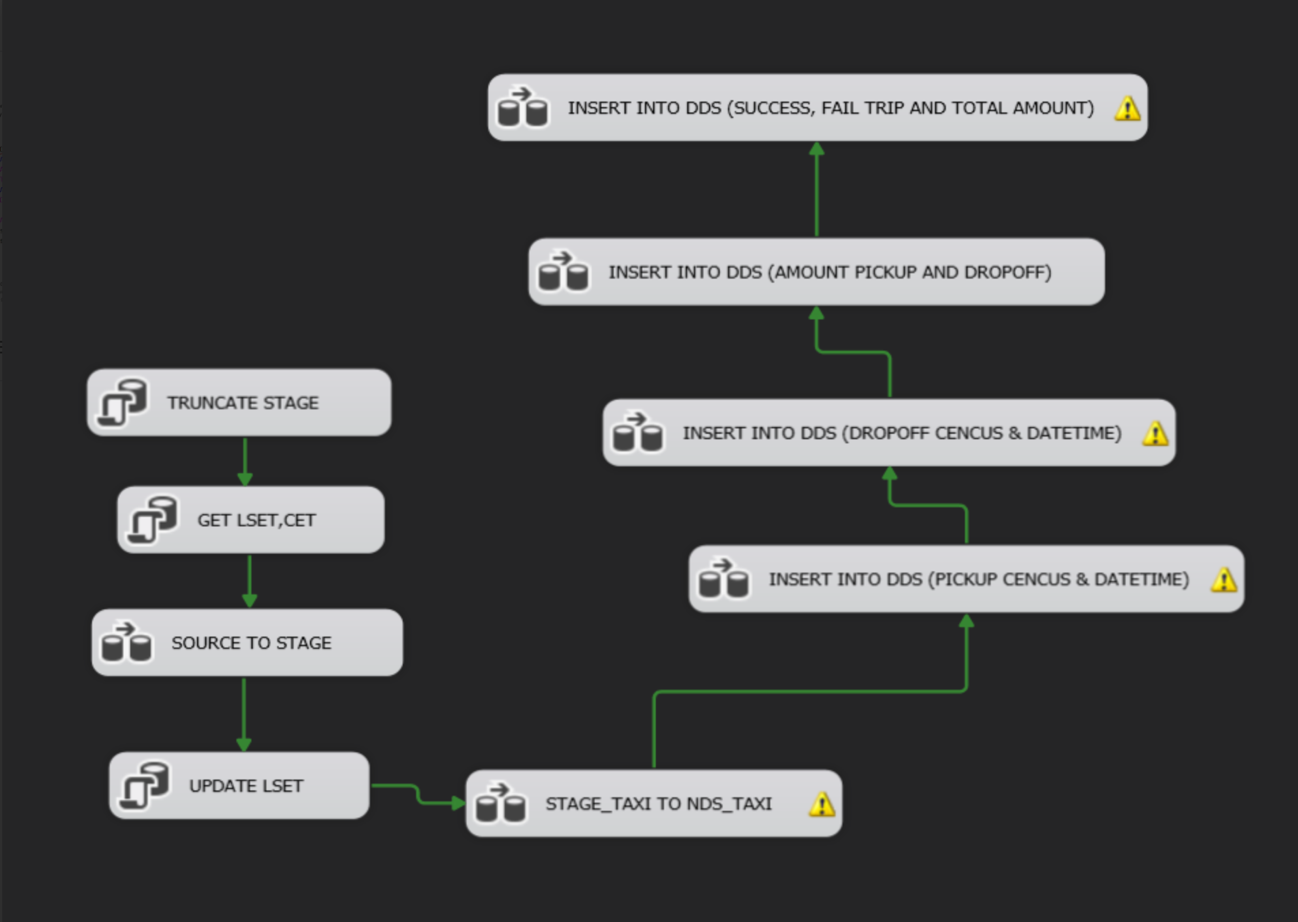 TRUNCATE STAGE
GET LSET,CET
SOURCE TO STAGE
UPDATE LSET
STAGE_TAXI TO NDS_TAXI
INSERT INTO DDS (PICKUP CENCUS & DATETIME)
INSERT INTO DDS (DROPOFF CENCUS & DATETIME)
INSERT INTO DDS (AMOUNT PICKUP AND DROPOFF)
INSERT INTO DDS (SUCCESS, FAIL TRIP AND TOTAL AMOUNT)